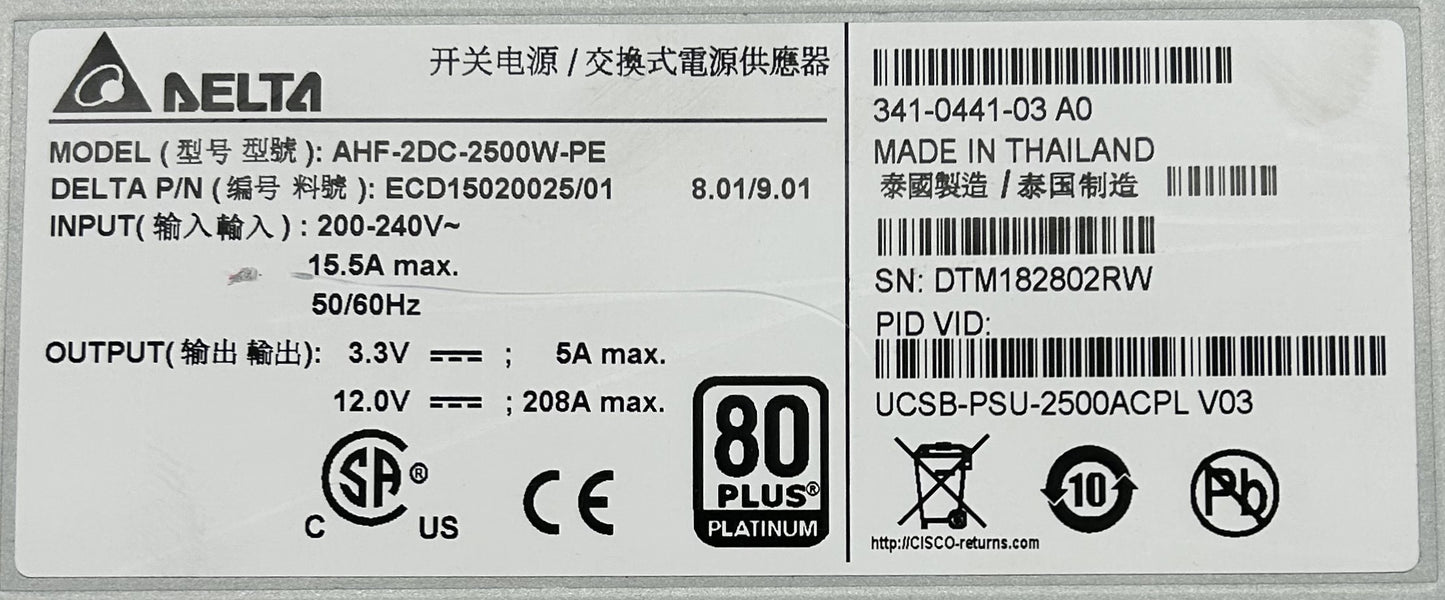 DELTA
开关电源 / 交換式電源供應器
MODEL ( 型号 型號 ): AHF-2DC-2500W-PE
DELTA P/N ( 编号 料號 ): ECD15020025/01 8.01/9.01
INPUT( 输入輸入 ) : 200-240V~
15.5A max.
50/60Hz
OUTPUT( 输出 輸出): 3.3V ⎓ ; 5A max.
12.0V ⎓ ; 208A max.
C SA ® US
CE
80
PLUS®
PLATINUM
341-0441-03 A0
MADE IN THAILAND
泰國製造 / 泰国制造
SN: DTM182802RW
PID VID:
UCSB-PSU-2500ACPL V03
10
Pb
http://CISCO-returns.com